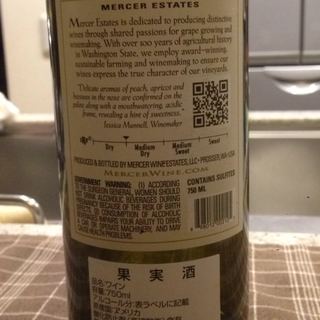 MERCER ESTATES
Mercer Estates is dedicated to producing distinctive
wines through shared passions for grape growing and
winemaking. With over 100 years of agricultural history
in Washington State, we employ award-winning,
sustainable farming and winemaking to ensure our
wines express the true character of our vineyards.
"Delicate aromas of peach, apricot and
bees on the nose are confirmed on the
palate along with a mouthwatering, acidic
frame, revealing a hint of sweetness."
Jessica Munnell, Winemaker
Dry
Medium
Dry
Medium
Sweet
Sweet
PRODUCED & BOTTLED BY MERCER WINE ESTATES, LLC • PROSSER, WA • USA
MERCERWINE.COM
GOVERNMENT WARNING: (1) ACCORDING
TO THE SURGEON GENERAL, WOMEN SHOULD
NOT DRINK ALCOHOLIC BEVERAGES DURING
PREGNANCY BECAUSE OF THE RISK OF BIRTH
DEFECTS. (2) CONSUMPTION OF ALCOHOLIC
BEVERAGES IMPAIRS YOUR ABILITY TO DRIVE
A CAR OR OPERATE MACHINERY, AND MAY
CAUSE HEALTH PROBLEMS.
CONTAINS SULFITES
750 ML
果実酒
品名:ワイン
容量:750ml
アルコール分:表ラベルに記載
原産国:アメリカ